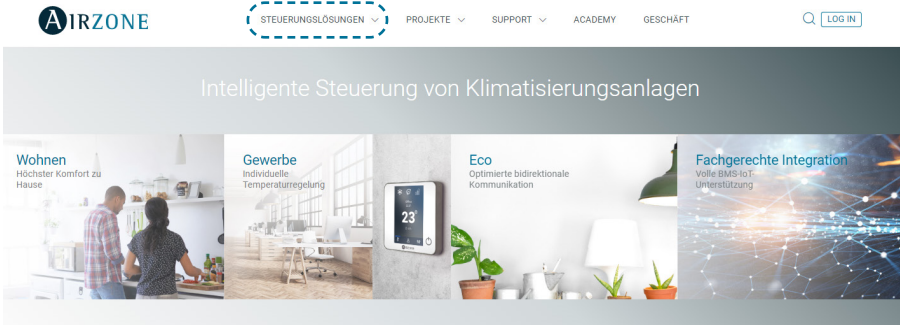 AIRZONE
STEUERUNGSLÖSUNGEN PROJEKTE SUPPORT ACADEMY GESCHÄFT LOG IN
Intelligente Steuerung von Klimatisierungsanlagen
Wohnen
Höchster Komfort zu
Hause
Gewerbe
Individuelle
Temperaturregelung
23°
Eco
Optimierte bidirektionale
Kommunikation
Fachgerechte Integration
Volle BMS-IoT-
Unterstützung